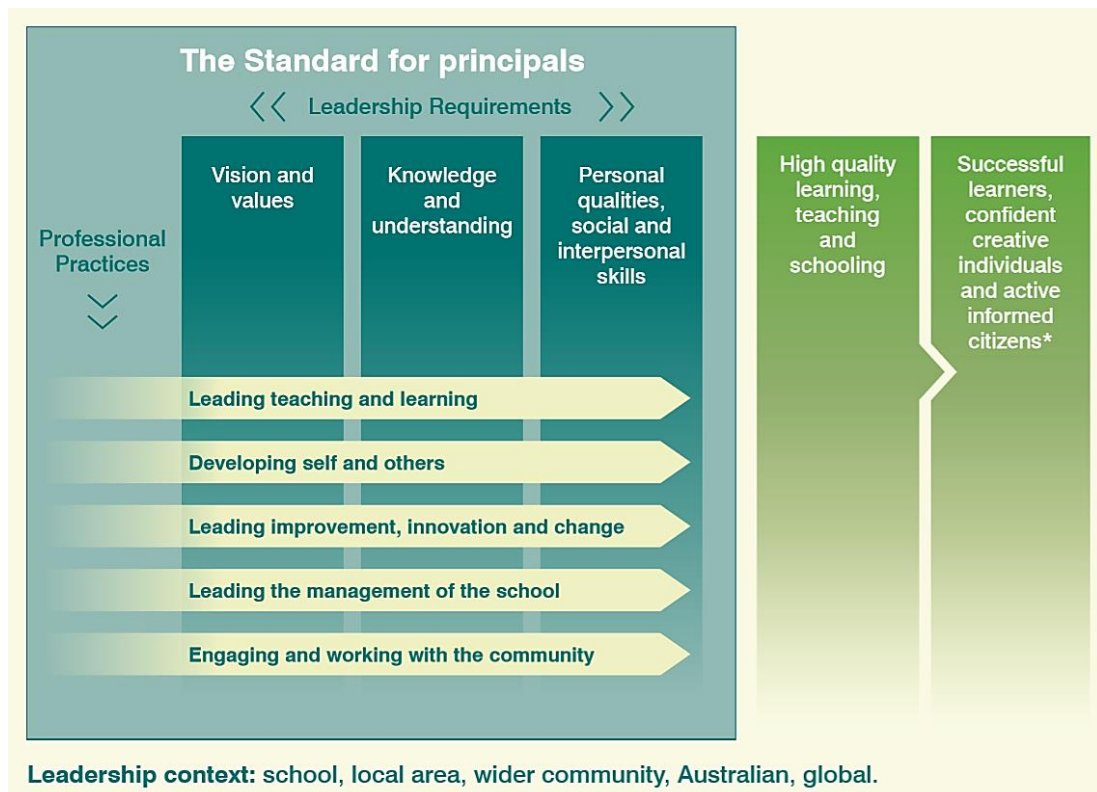 The Standard for principals
Leadership Requirements
Vision and
values
Knowledge
and
understanding
Personal
qualities,
social and
interpersonal
skills
High quality
learning,
teaching
and
schooling
Successful
learners,
confident
creative
individuals
and active
informed
citizens*
Professional
Practices
Leading teaching and learning
Developing self and others
Leading improvement, innovation and change
Leading the management of the school
Engaging and working with the community
Leadership context: school, local area, wider community, Australian, global.